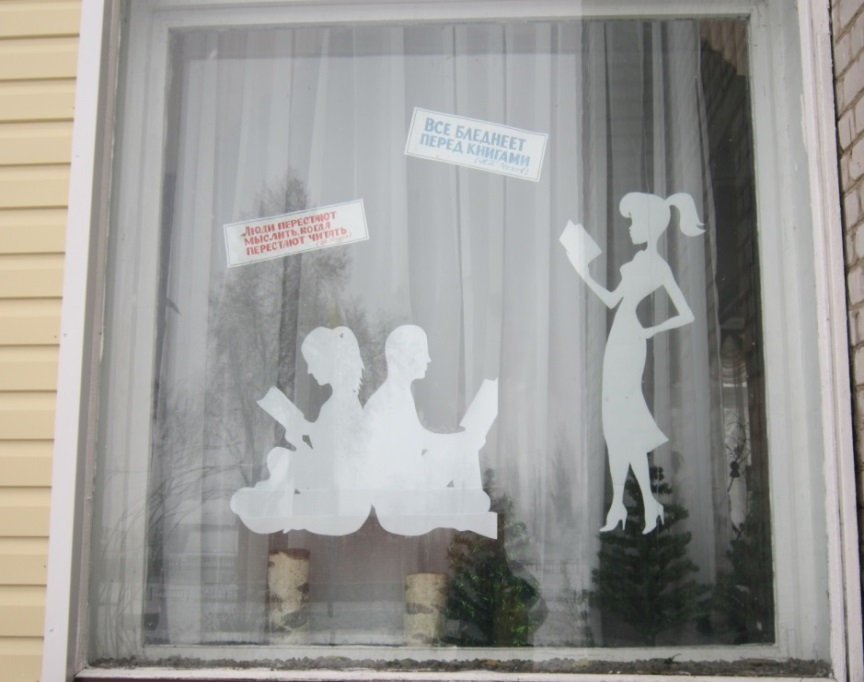 ВСЕ БЛЕДНЕЕТ
ПЕРЕД КНИГАМИ
ЛЮДИ ПЕРЕСТАЮТ
МЫСЛИТЬ, КОГДА
ПЕРЕСТАЮТ ЧИТАТЬ